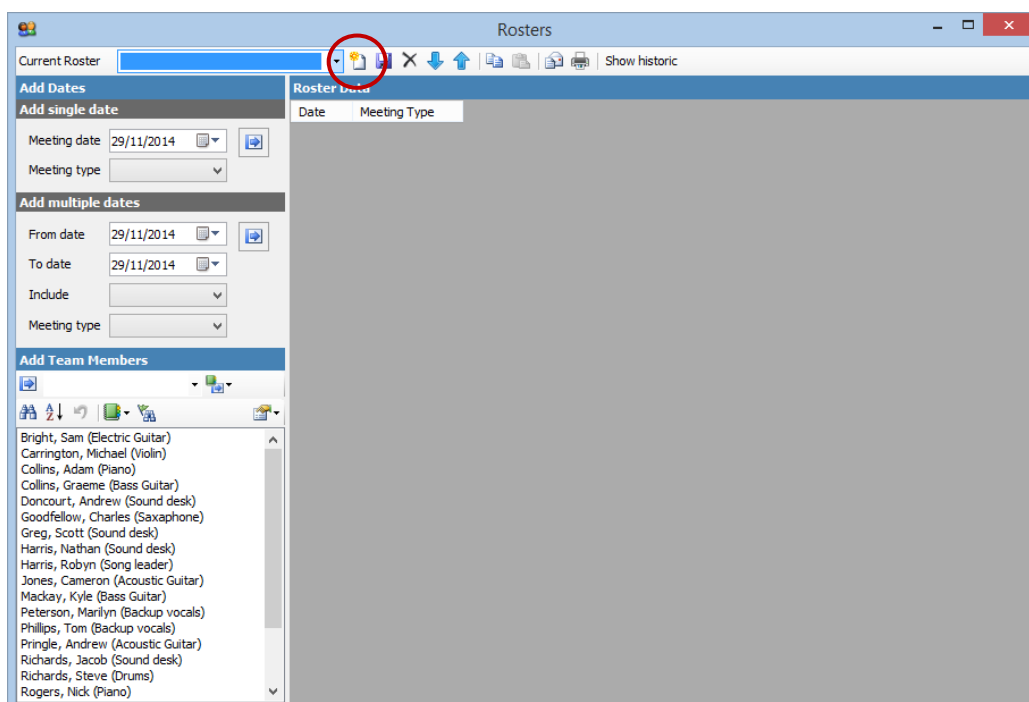 Rosters
Current Roster Show historic
Add Dates
Add single date
Meeting date 29/11/2014
Meeting type
Add multiple dates
From date 29/11/2014
To date 29/11/2014
Include
Meeting type
Add Team Members
Bright, Sam (Electric Guitar)
Carrington, Michael (Violin)
Collins, Adam (Piano)
Collins, Graeme (Bass Guitar)
Doncourt, Andrew (Sound desk)
Goodfellow, Charles (Saxaphone)
Greg, Scott (Sound desk)
Harris, Nathan (Sound desk)
Harris, Robyn (Song leader)
Jones, Cameron (Acoustic Guitar)
Mackay, Kyle (Bass Guitar)
Peterson, Marilyn (Backup vocals)
Phillips, Tom (Backup vocals)
Pringle, Andrew (Acoustic Guitar)
Richards, Jacob (Sound desk)
Richards, Steve (Drums)
Rogers, Nick (Piano)
Roster Data
Date Meeting Type